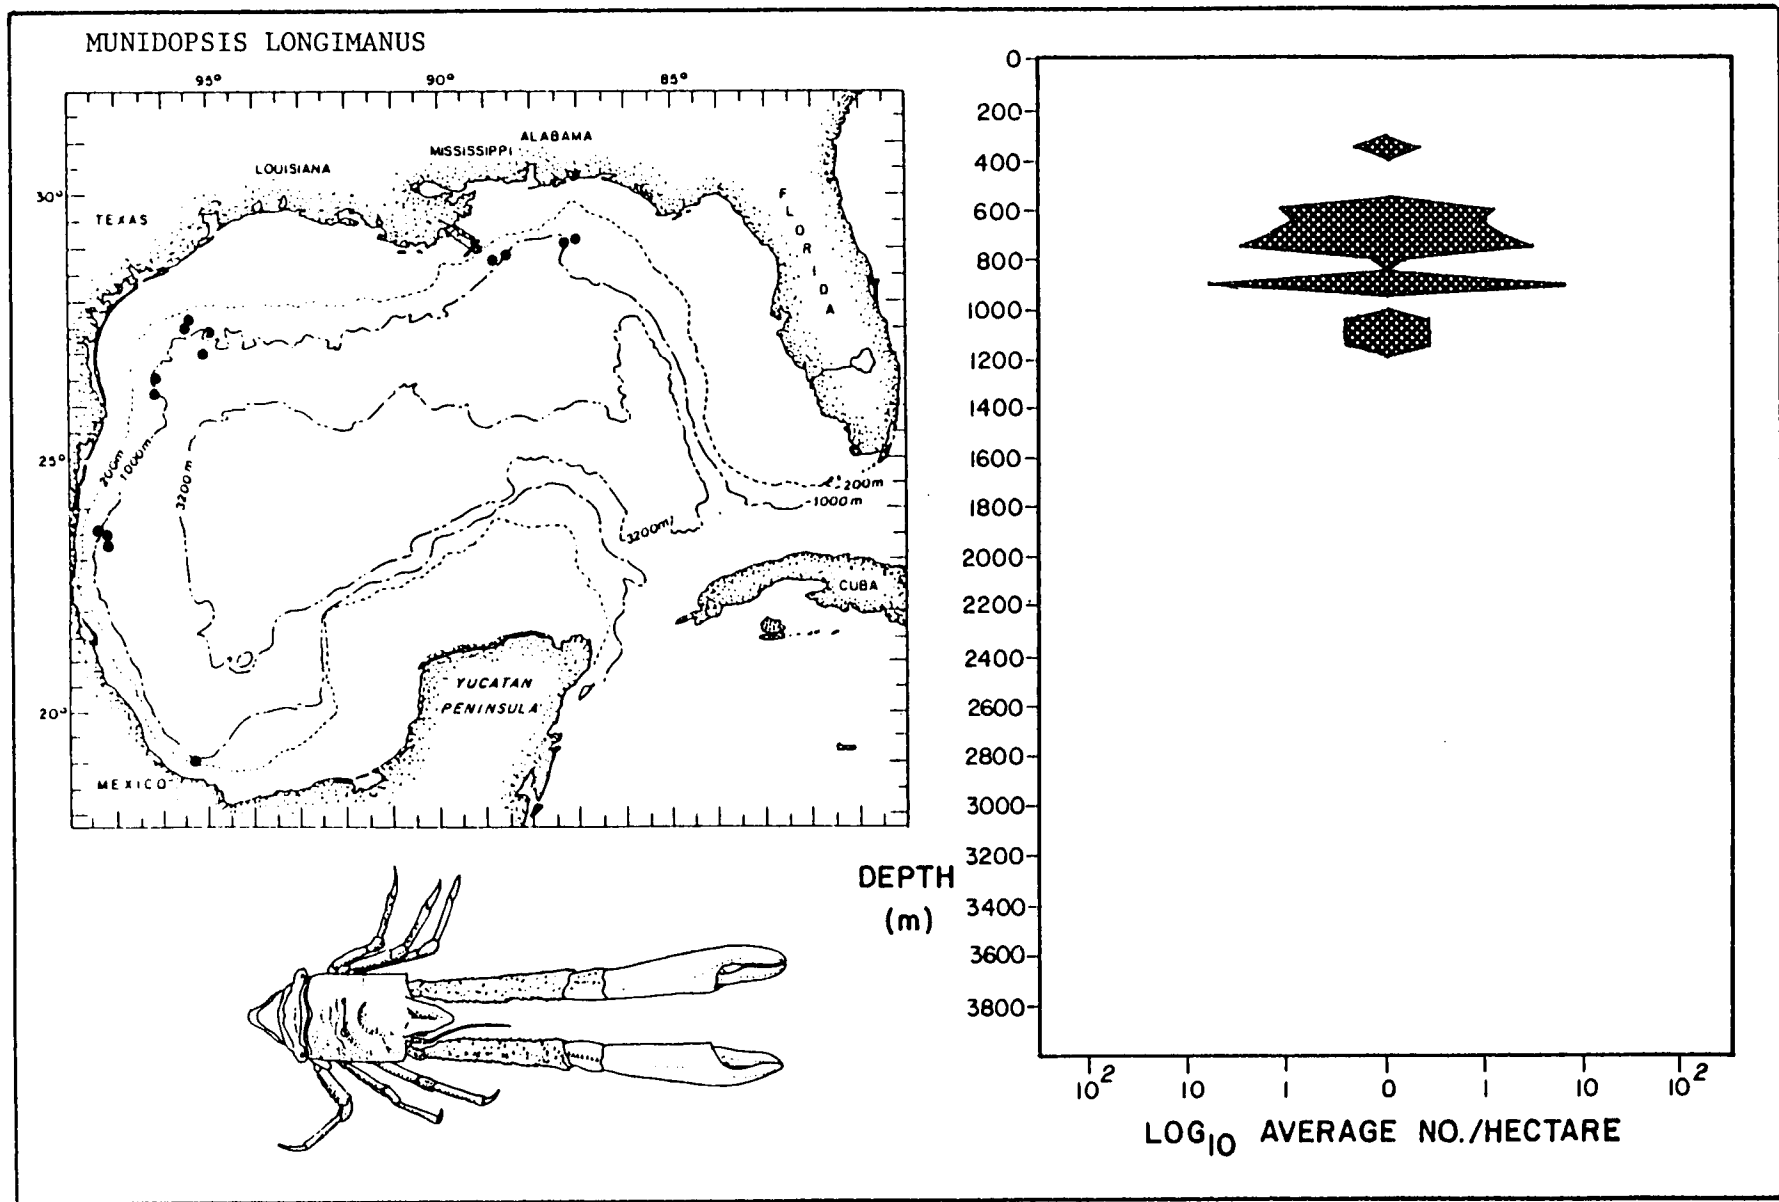 MUNIDOPSIS LONGIMANUS
95° 90° 85°
ALABAMA
MISSISSIPPI
LOUISIANA
30°
TEXAS
FLORIDA
25°
200m
1000m
3200m
200m
1000m
3200m
CUBA
YUCATAN
PENINSULA
20°
MEXICO
0
200
400
600
800
1000
1200
1400
1600
1800
2000
2200
2400
2600
2800
3000
3200
3400
3600
3800
DEPTH
(m)
10² 10 1 0 1 10 10²
LOG₁₀ AVERAGE NO./HECTARE